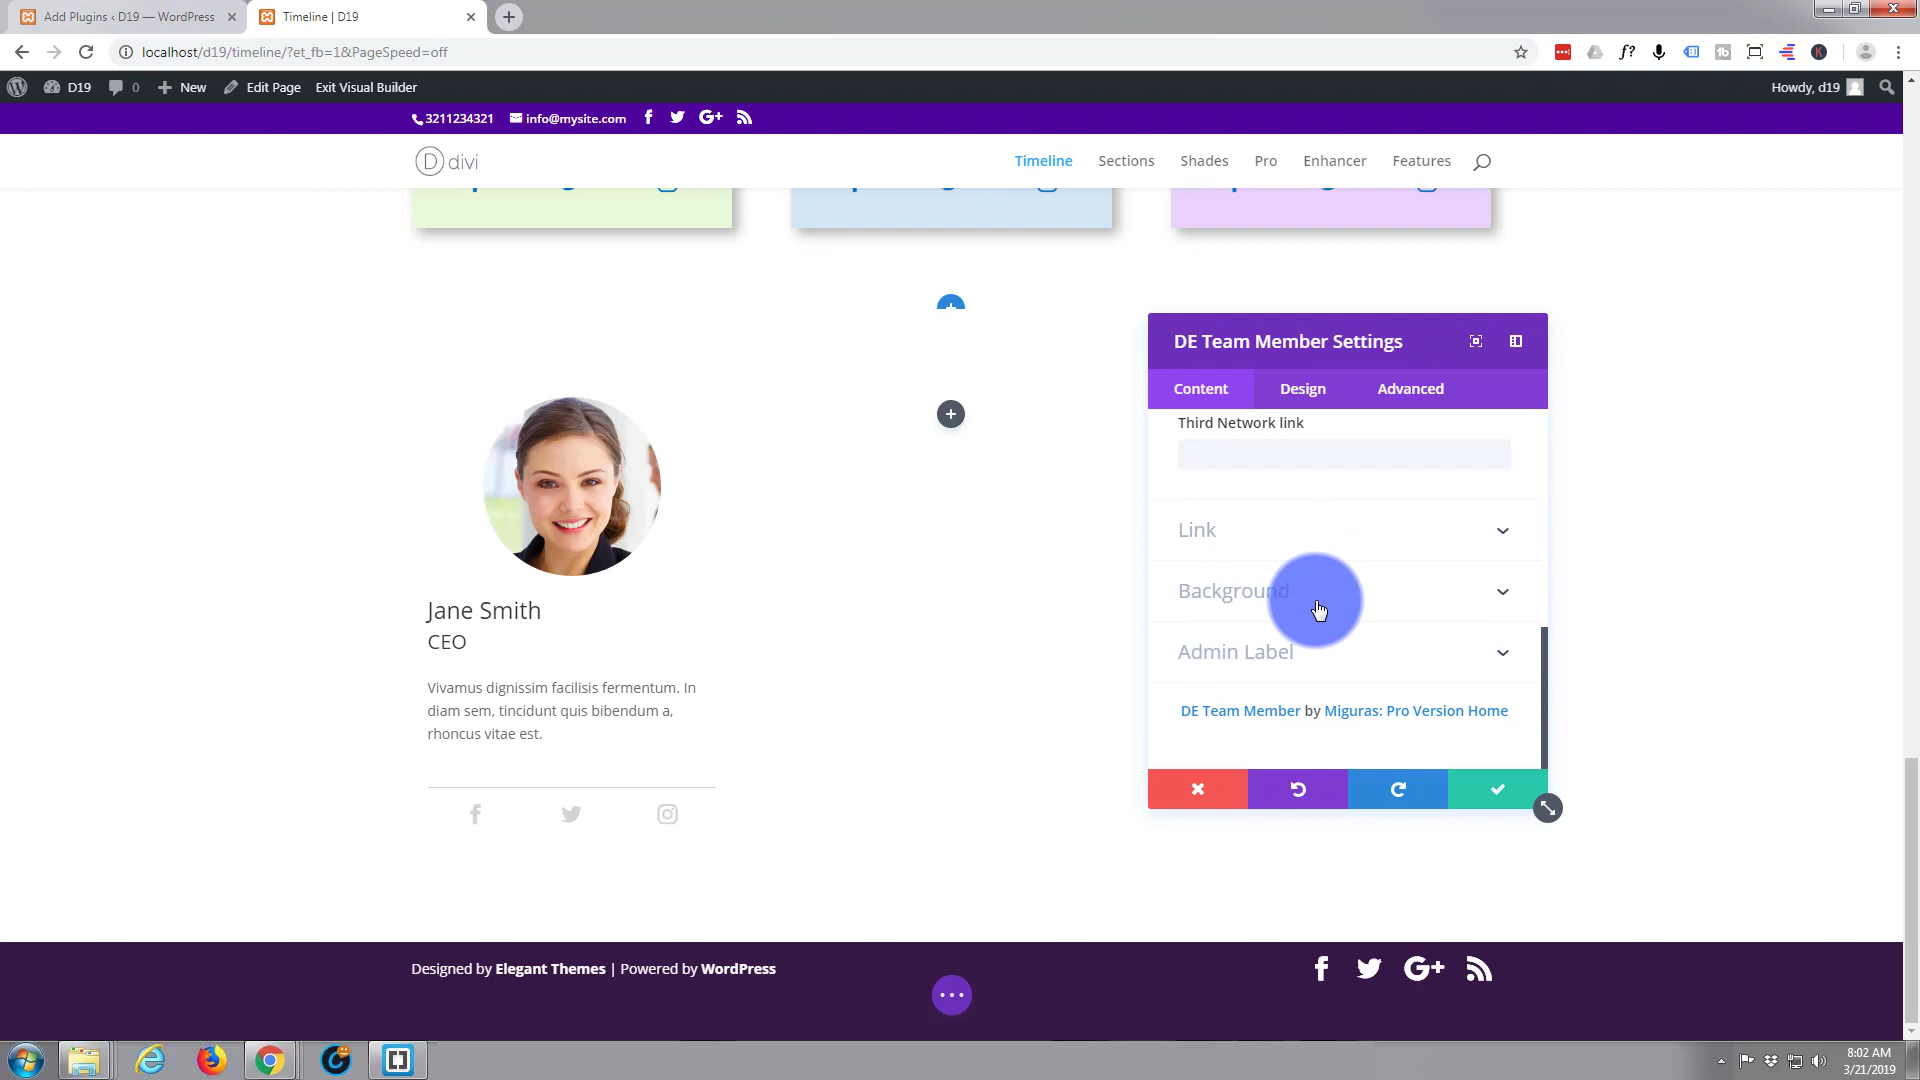 Add Plugins ‹ D19 — WordPress
Timeline | D19
localhost/d19/timeline/?et_fb=1&PageSpeed=off
D19 0 + New Edit Page Exit Visual Builder
Howdy, d19
3211234321 info@mysite.com
divi
Timeline Sections Shades Pro Enhancer Features
DE Team Member Settings
Content Design Advanced
Third Network link
Link
Background
Admin Label
DE Team Member by Miguras: Pro Version Home
Jane Smith
CEO
Vivamus dignissim facilisis fermentum. In
diam sem, tincidunt quis bibendum a,
rhoncus vitae est.
Designed by Elegant Themes | Powered by WordPress
8:02 AM
3/21/2019